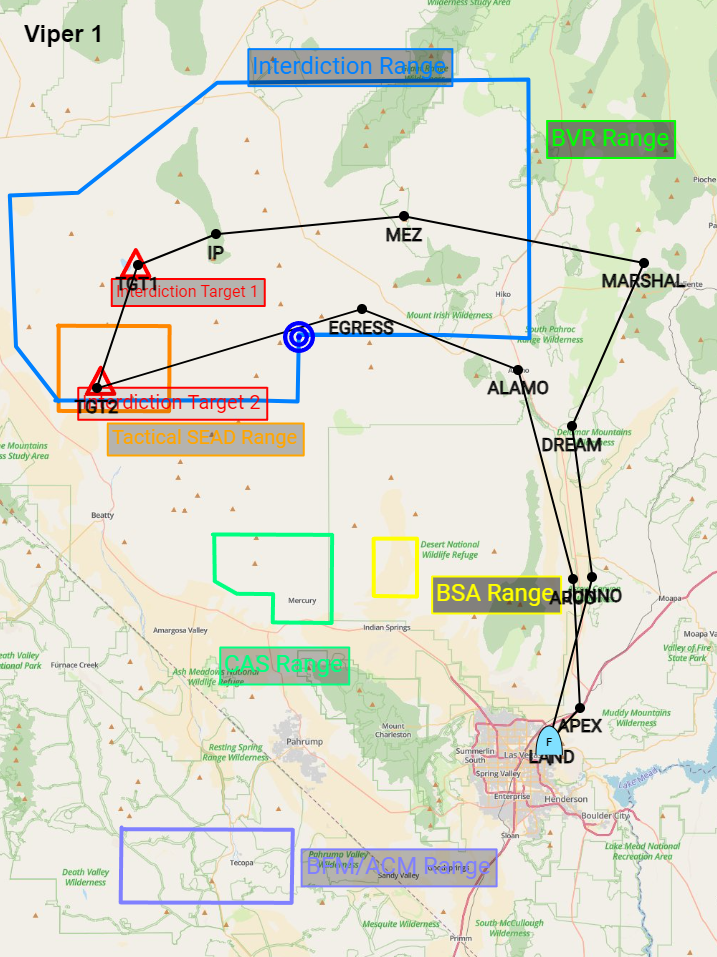 Wilderness Study Area
Viper 1
Interdiction Range
BVR Range
Pioche
IP
MEZ
MARSHAL
TGT1
Interdiction Target 1
Hiko
Mount Irish Wilderness
EGRESS
South Pahroc
Range Wilderness
ALAMO
TGT2
Interdiction Target 2
Tactical SEAD Range
DREAM
Mountains
ss Study Area
Beatty
Desert National
Wildlife Refuge
BSA Range
Mercury
Moapa
Amargosa Valley
Indian Springs
Moapa Va
Valley of Fire
State Park
Death Valley
National Park
Furnace Creek
CAS Range
Ash Meadows National
Wildlife Refuge
APEX
Muddy Mountains
Wilderness
Mount
Charleston
Pahrump
Resting Spring
Range Wilderness
F
LAND
Summerlin
South
Las Ve
Spring Valley
Lake Mead
Enterprise
Henderson
Boulder City
Sloan
Lake Mead National
Recreation Area
Tecopa
Pahrump Valley
Wilderness
BFM/ACM Range
Death Valley
Wilderness
Sandy Valley
Mesquite Wilderness
South McCullough
Wilderness
Primm